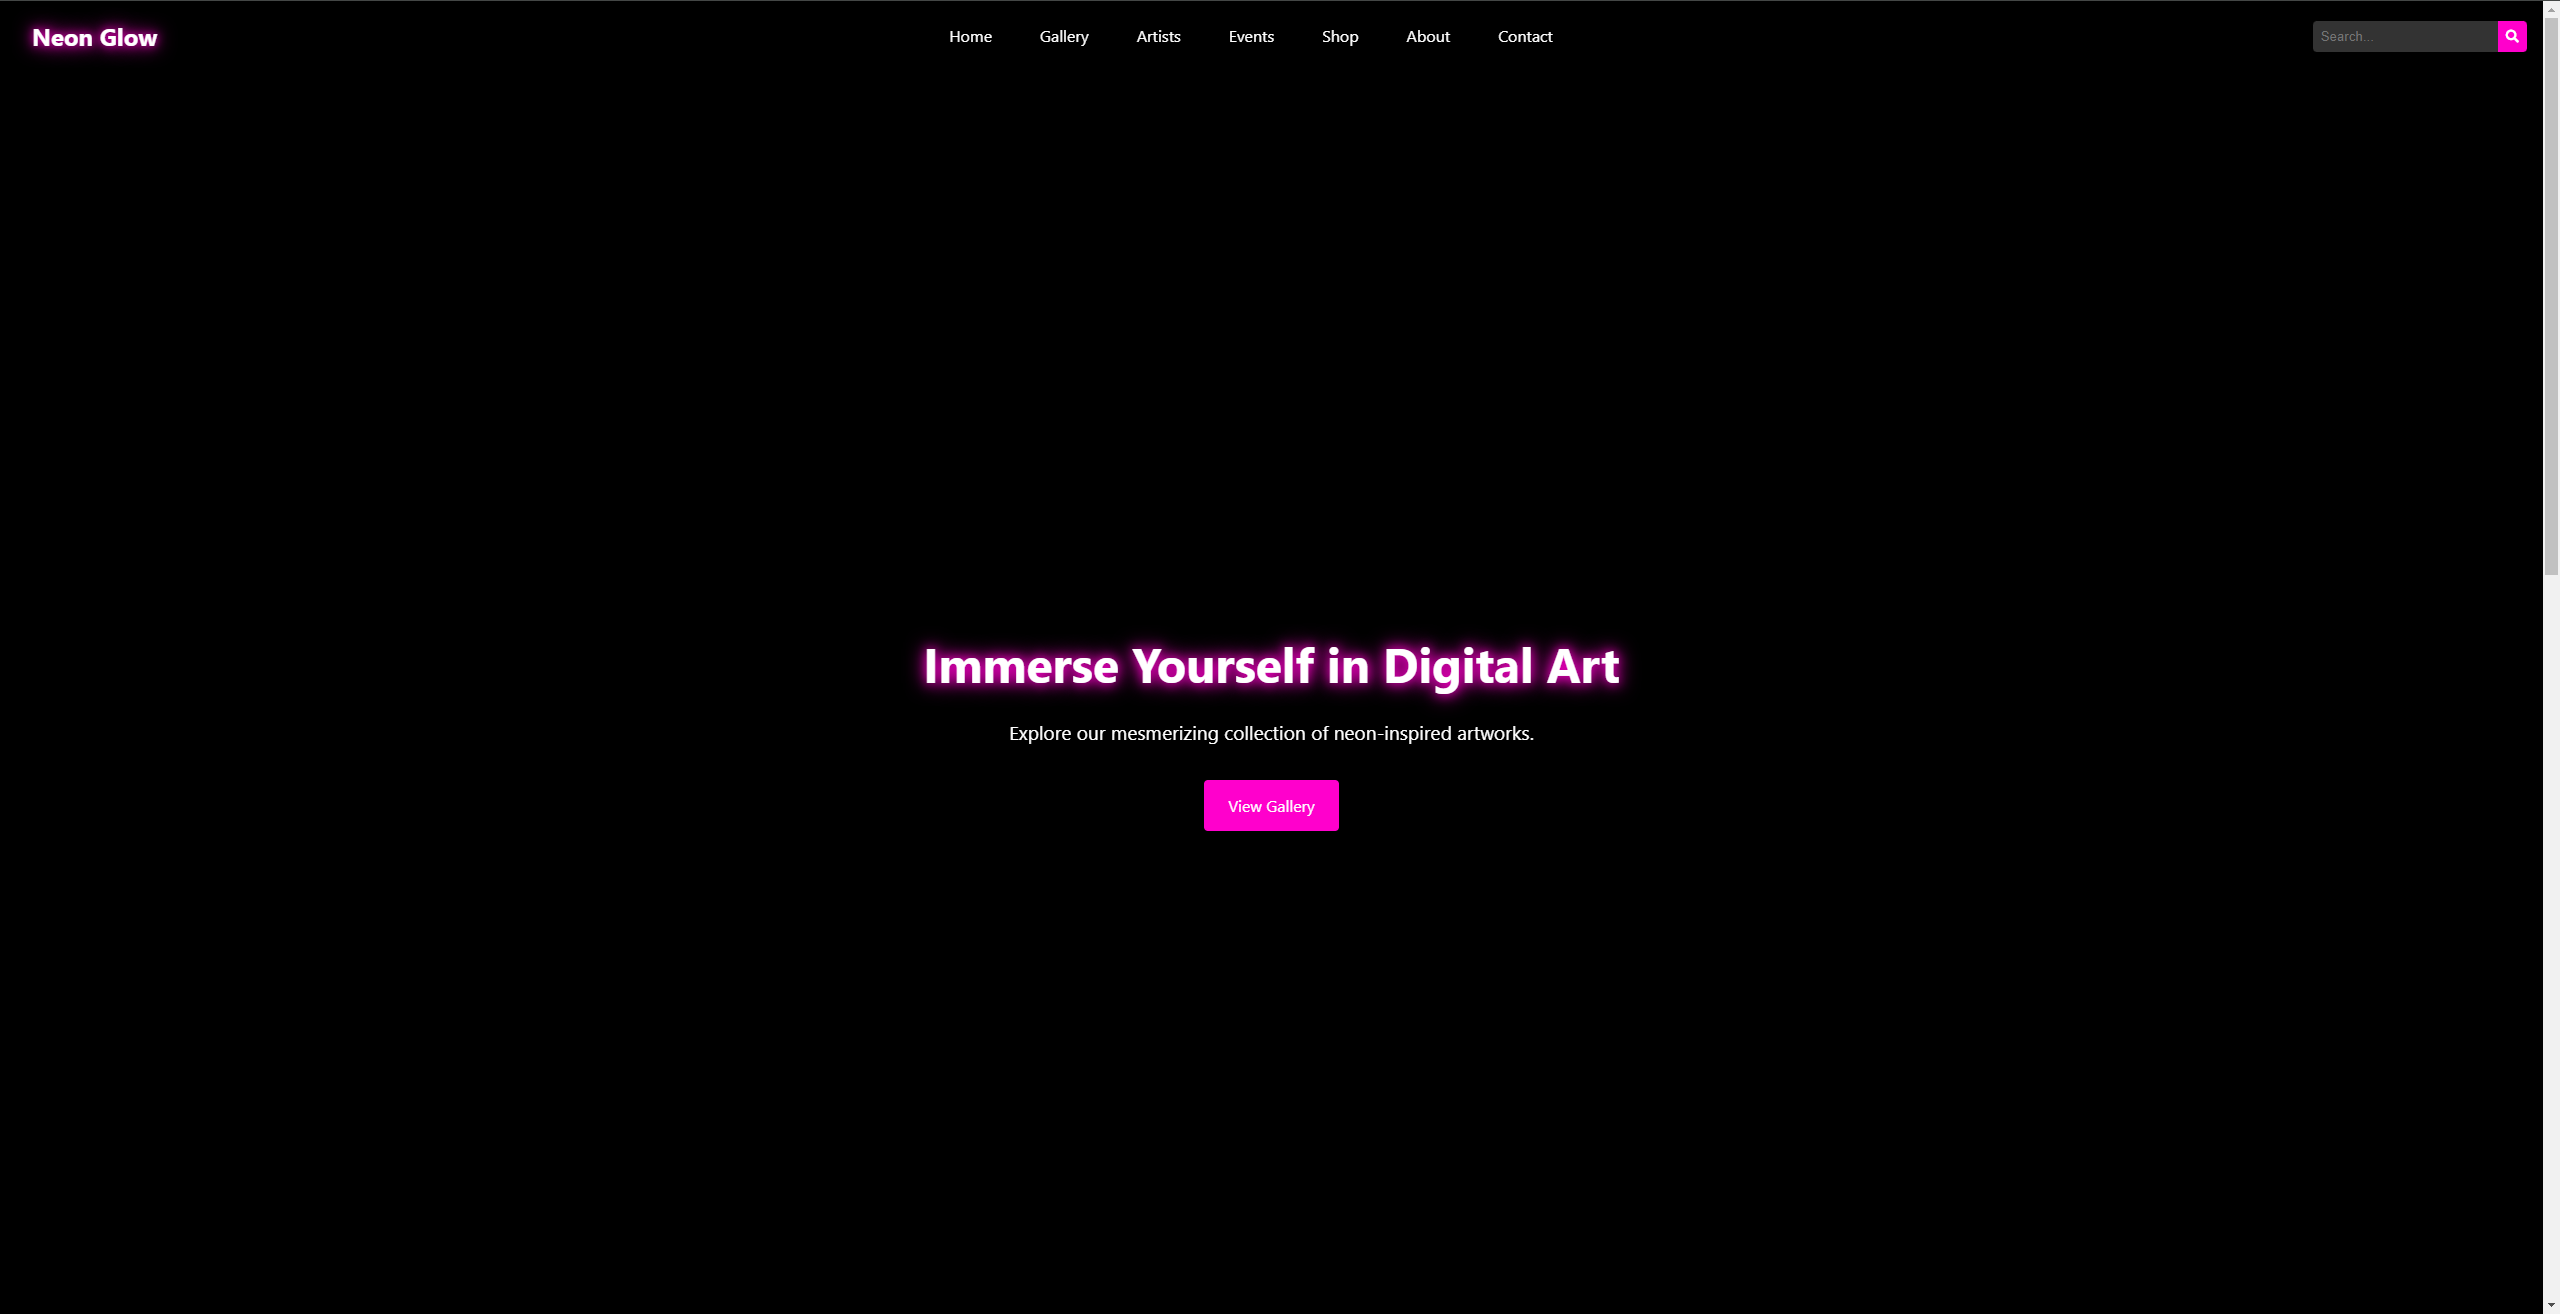 Neon Glow
Home Gallery Artists Events Shop About Contact
Search...
Immerse Yourself in Digital Art
Explore our mesmerizing collection of neon-inspired artworks.
View Gallery